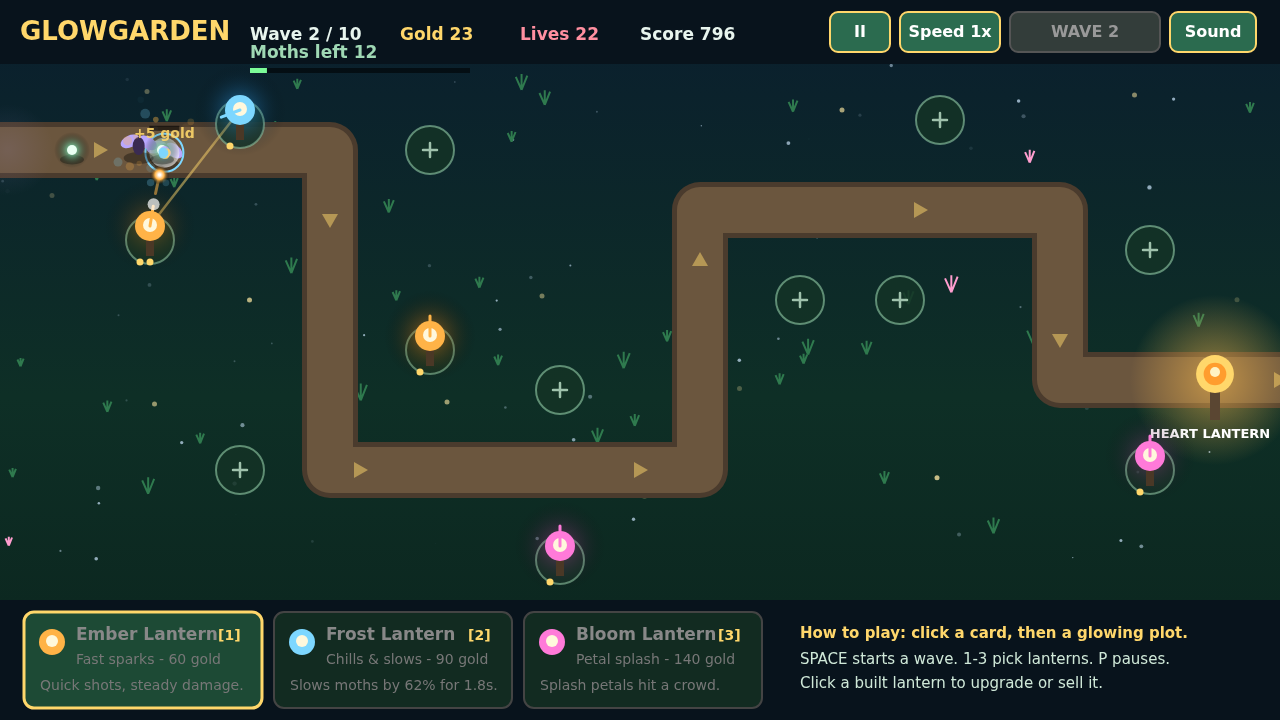 GLOWGARDEN
Wave 2 / 10
Gold 23
Lives 22
Score 796
Moths left 12
II
Speed 1x
WAVE 2
Sound
+5 gold
HEART LANTERN
Ember Lantern [1]
Fast sparks - 60 gold
Quick shots, steady damage.
Frost Lantern [2]
Chills & slows - 90 gold
Slows moths by 62% for 1.8s.
Bloom Lantern [3]
Petal splash - 140 gold
Splash petals hit a crowd.
How to play: click a card, then a glowing plot.
SPACE starts a wave. 1-3 pick lanterns. P pauses.
Click a built lantern to upgrade or sell it.